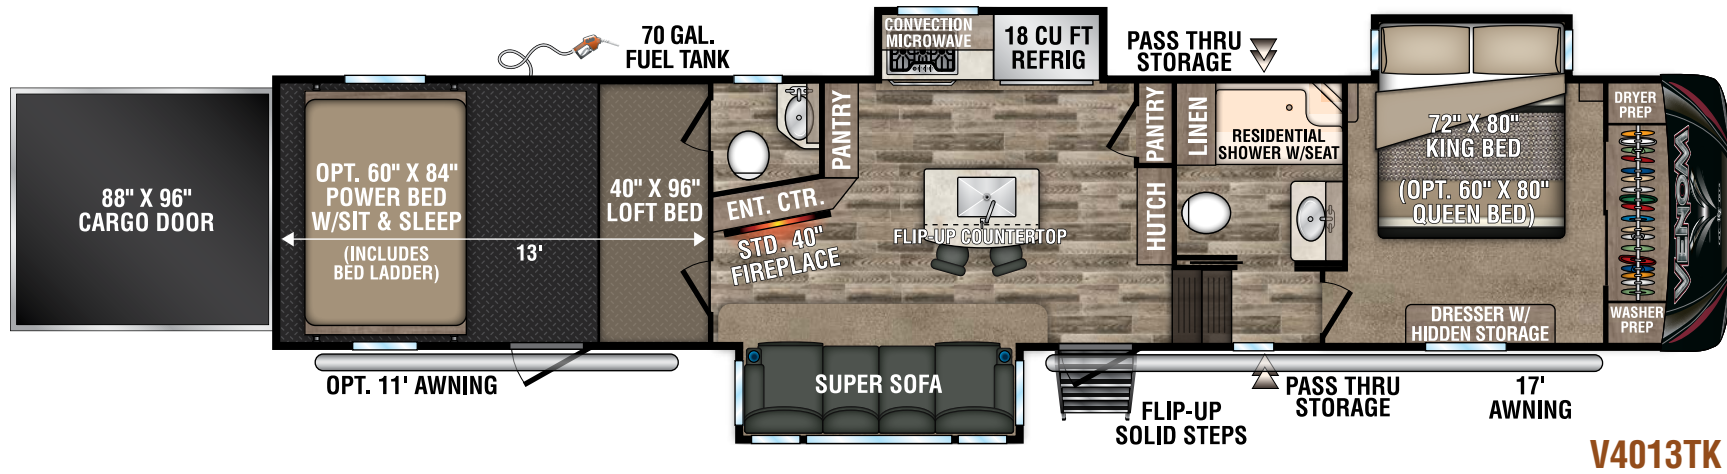 88" X 96"
CARGO DOOR
OPT. 60" X 84"
POWER BED
W/SIT & SLEEP
(INCLUDES
BED LADDER)
13'
OPT. 11' AWNING
70 GAL.
FUEL TANK
40" X 96"
LOFT BED
PANTRY
ENT. CTR.
STD. 40"
FIREPLACE
CONVECTION
MICROWAVE
18 CU FT
REFRIG
FLIP-UP COUNTERTOP
SUPER SOFA
PASS THRU
STORAGE
PANTRY
HUTCH
LINEN
RESIDENTIAL
SHOWER W/SEAT
FLIP-UP
SOLID STEPS
PASS THRU
STORAGE
72" X 80"
KING BED
(OPT. 60" X 80"
QUEEN BED)
DRESSER W/
HIDDEN STORAGE
DRYER
PREP
WASHER
PREP
VENOM
17'
AWNING
V4013TK